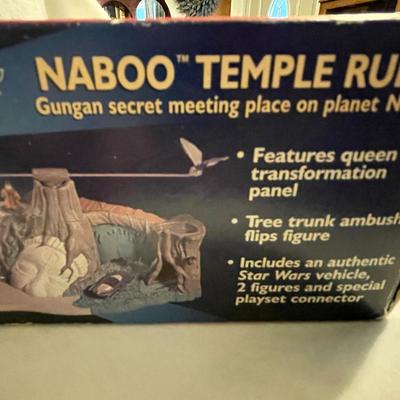 NABOO™ TEMPLE RU
Gungan secret meeting place on planet N
• Features queen
transformation
panel
• Tree trunk ambush
flips figure
• Includes an authentic
Star Wars vehicle,
2 figures and special
playset connector